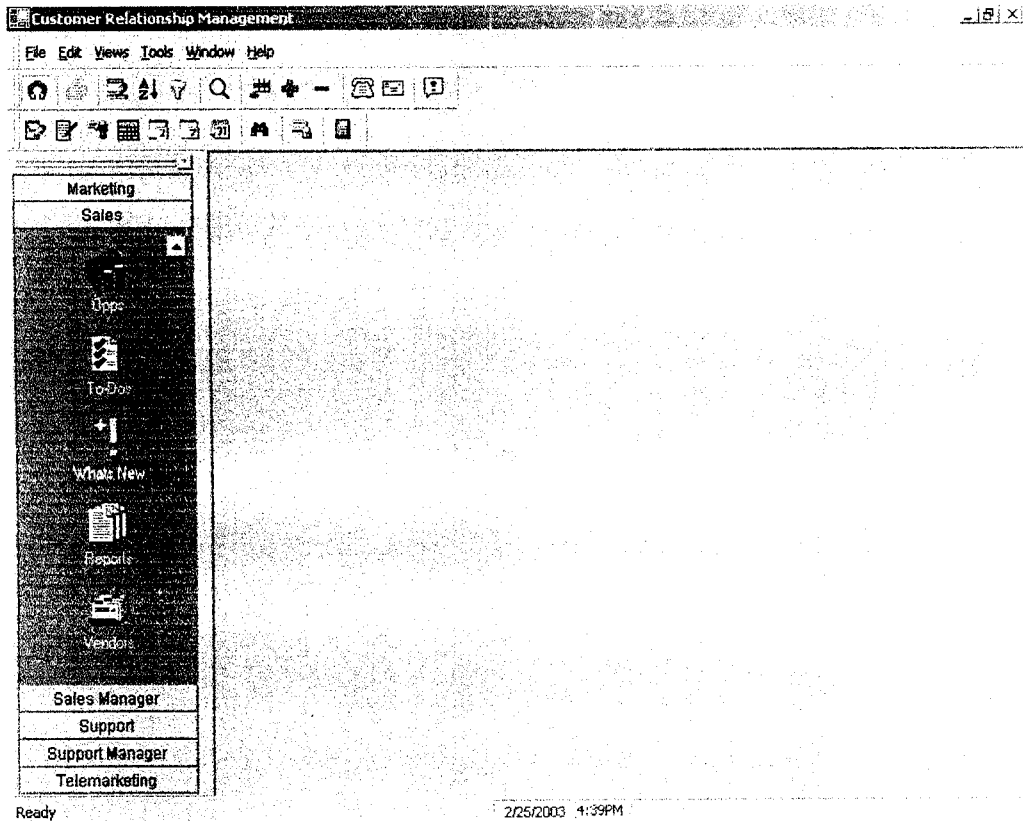 Customer Relationship Management
File Edit Views Tools Window Help
Marketing
Sales
Opps
To-Dos
Whats New
Reports
Vendors
Sales Manager
Support
Support Manager
Telemarketing
Ready 2/25/2003 4:39PM